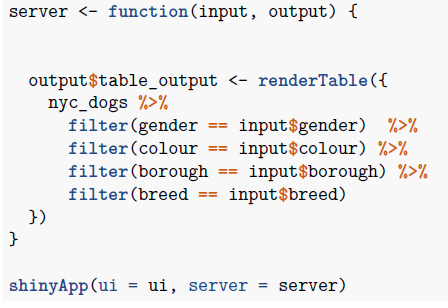 server <- function(input, output) {
output$table_output <- renderTable({
nyc_dogs %>%
filter(gender == input$gender)  %>%
filter(colour == input$colour) %>%
filter(borough == input$borough) %>%
filter(breed == input$breed)
})
}
shinyApp(ui = ui, server = server)